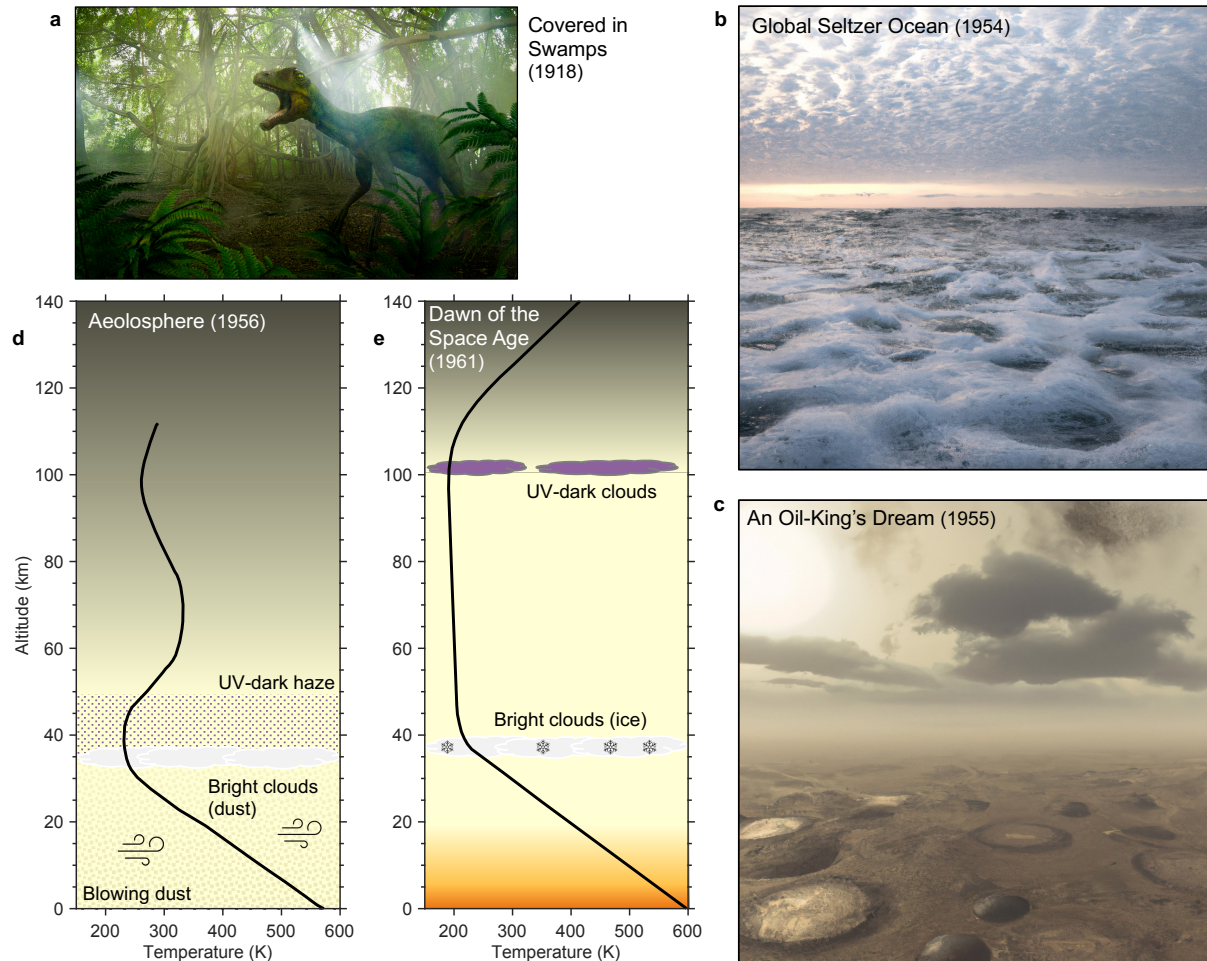 a
Covered in
Swamps
(1918)
b
Global Seltzer Ocean (1954)
c
An Oil-King's Dream (1955)
d
Aeolosphere (1956)
140
120
100
80
60
40
20
0
Altitude (km)
UV-dark haze
Bright clouds
(dust)
Blowing dust
200
300
400
500
600
Temperature (K)
e
Dawn of the
Space Age
(1961)
140
120
100
80
60
40
20
0
UV-dark clouds
Bright clouds (ice)
200
300
400
500
600
Temperature (K)